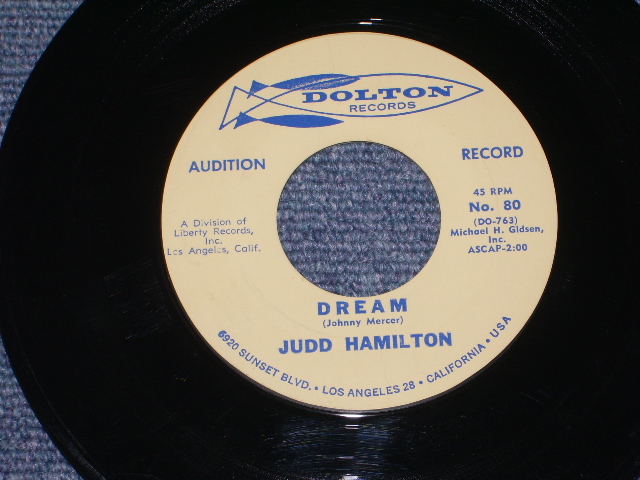 DOLTON
RECORDS
AUDITION
RECORD
45 RPM
No. 80
(DO-763)
Michael H. Gldsen,
Inc.
ASCAP-2:00
A Division of
Liberty Records,
Inc.
Los Angeles, Calif.
DREAM
(Johnny Mercer)
JUDD HAMILTON
6920 SUNSET BLVD. • LOS ANGELES 28 • CALIFORNIA • USA